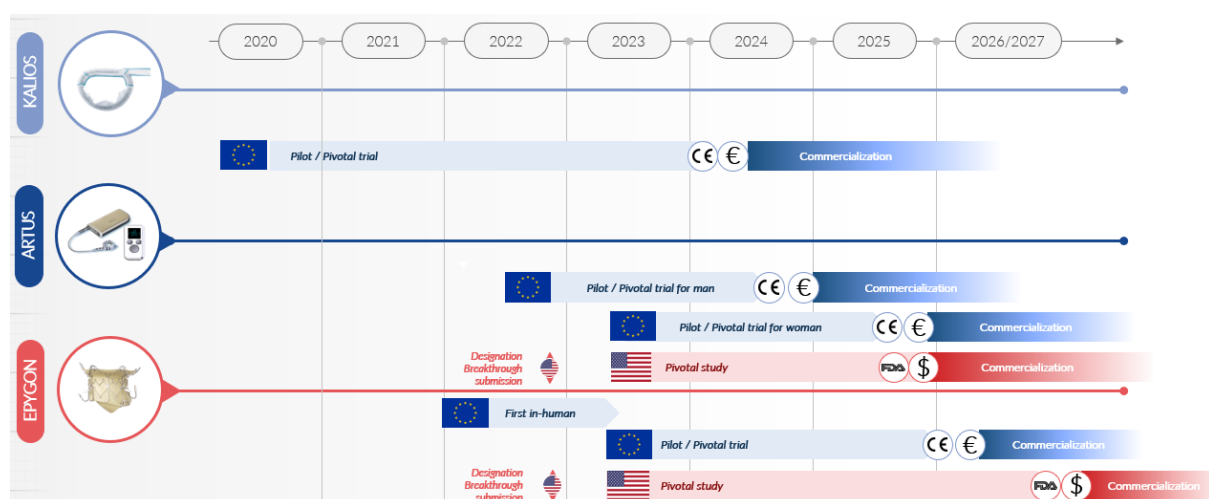 2020 2021 2022 2023 2024 2025 2026/2027
KALIOS
Pilot / Pivotal trial CE € Commercialization
ARTUS
Pilot / Pivotal trial for man CE € Commercialization
Pilot / Pivotal trial for woman CE € Commercialization
Designation
Breakthrough
submission
Pivotal study FDA $ Commercialization
EPYGON
First in-human
Pilot / Pivotal trial CE € Commercialization
Designation
Breakthrough
submission
Pivotal study FDA $ Commercialization